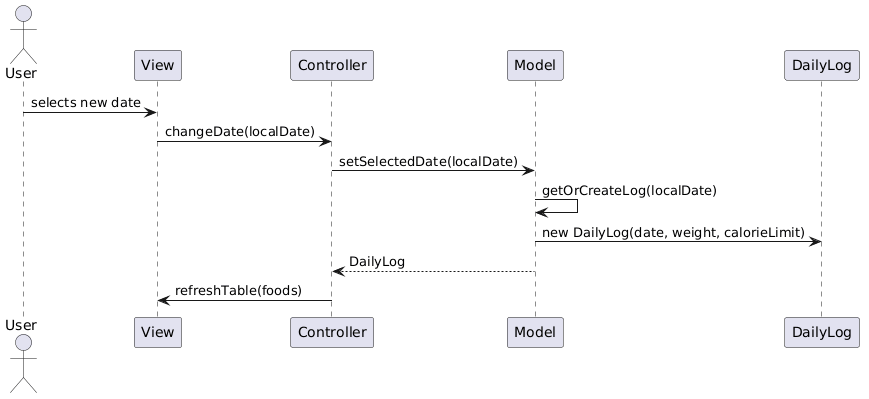 User
View
Controller
Model
DailyLog
selects new date
changeDate(localDate)
setSelectedDate(localDate)
getOrCreateLog(localDate)
new DailyLog(date, weight, calorieLimit)
DailyLog
refreshTable(foods)
User
View
Controller
Model
DailyLog